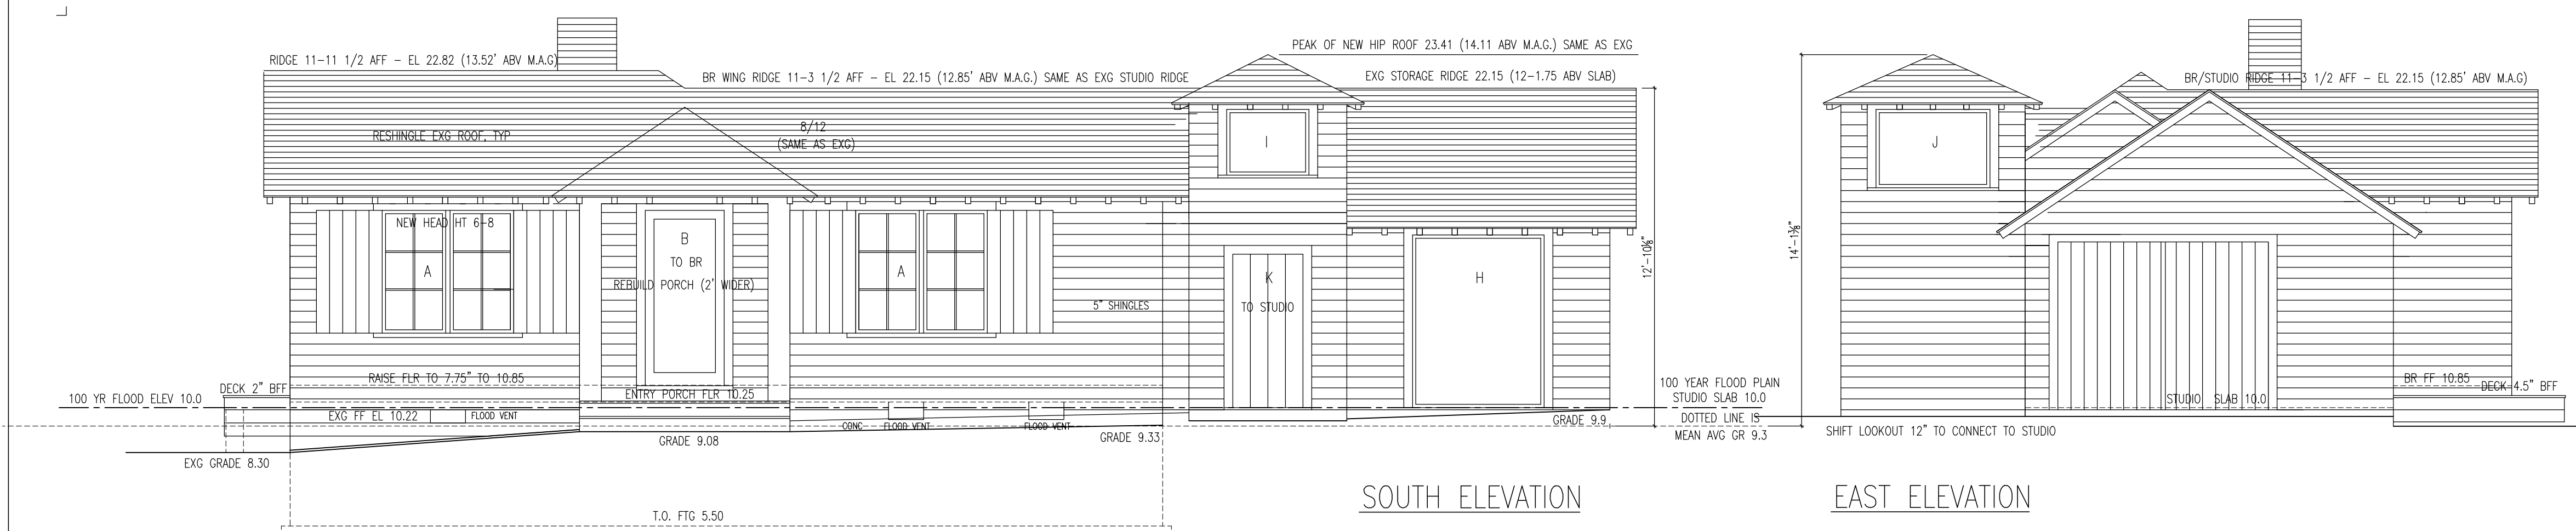 PEAK OF NEW HIP ROOF 23.41 (14.11 ABV M.A.G.) SAME AS EXG
RIDGE 11-11 1/2 AFF - EL 22.82 (13.52' ABV M.A.G)
BR WING RIDGE 11-3 1/2 AFF - EL 22.15 (12.85' ABV M.A.G.) SAME AS EXG STUDIO RIDGE
EXG STORAGE RIDGE 22.15 (12-1.75 ABV SLAB)
BR/STUDIO RIDGE 11-3 1/2 AFF - EL 22.15 (12.85' ABV M.A.G)
RESHINGLE EXG ROOF, TYP
8/12
(SAME AS EXG)
I
J
NEW HEAD HT 6-8
A
B
TO BR
REBUILD PORCH (2' WIDER)
A
5" SHINGLES
K
TO STUDIO
H
12'-10⅛"
14'-1⅜"
RAISE FLR TO 7.75" TO 10.85
DECK 2" BFF
100 YR FLOOD ELEV 10.0
ENTRY PORCH FLR 10.25
EXG FF EL 10.22
FLOOD VENT
CONC
FLOOD VENT
FLOOD VENT
GRADE 9.08
GRADE 9.33
GRADE 9.9
EXG GRADE 8.30
100 YEAR FLOOD PLAIN
STUDIO SLAB 10.0
DOTTED LINE IS
MEAN AVG GR 9.3
BR FF 10.85
DECK 4.5" BFF
STUDIO SLAB 10.0
SHIFT LOOKOUT 12" TO CONNECT TO STUDIO
T.O. FTG 5.50
SOUTH ELEVATION
EAST ELEVATION